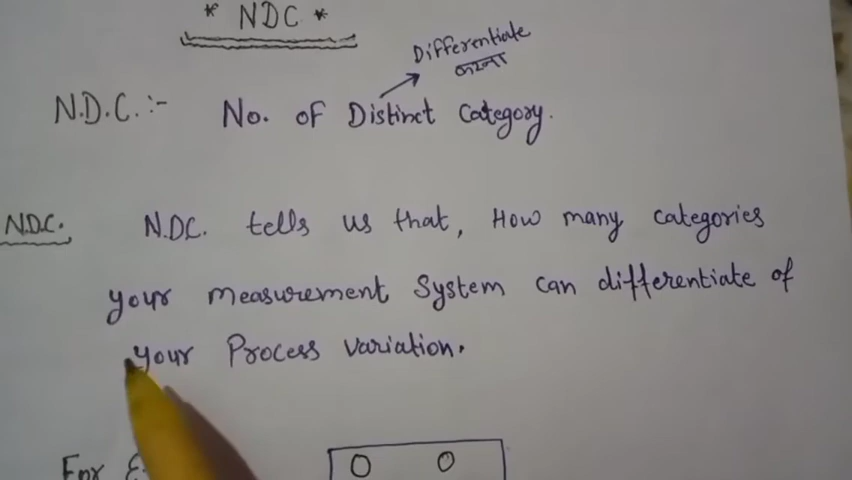 * NDC *
Differentiate
करना
N.D.C. :- No. of Distinct Category.
N.D.C. N.DC. tells us that, How many categories
your measurement System can differentiate of
your Process variation.
For